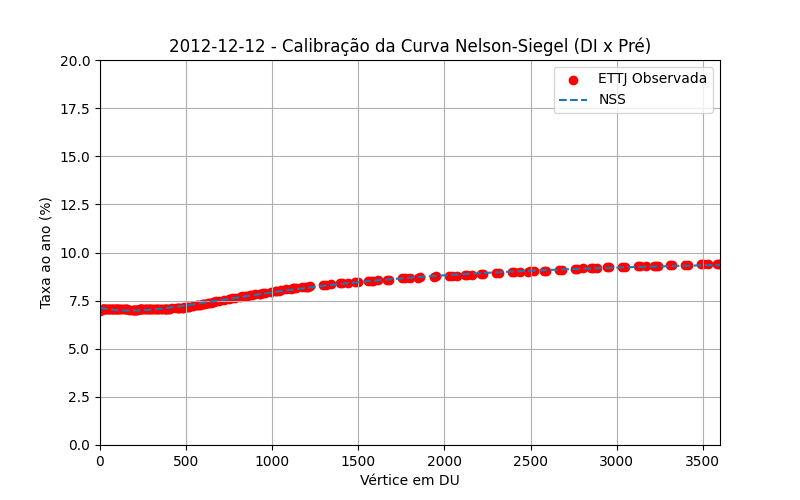 2012-12-12 - Calibração da Curva Nelson-Siegel (DI x Pré)
20.0
17.5
15.0
12.5
10.0
7.5
5.0
2.5
0.0
Taxa ao ano (%)
ETTJ Observada
NSS
0 500 1000 1500 2000 2500 3000 3500
Vértice em DU